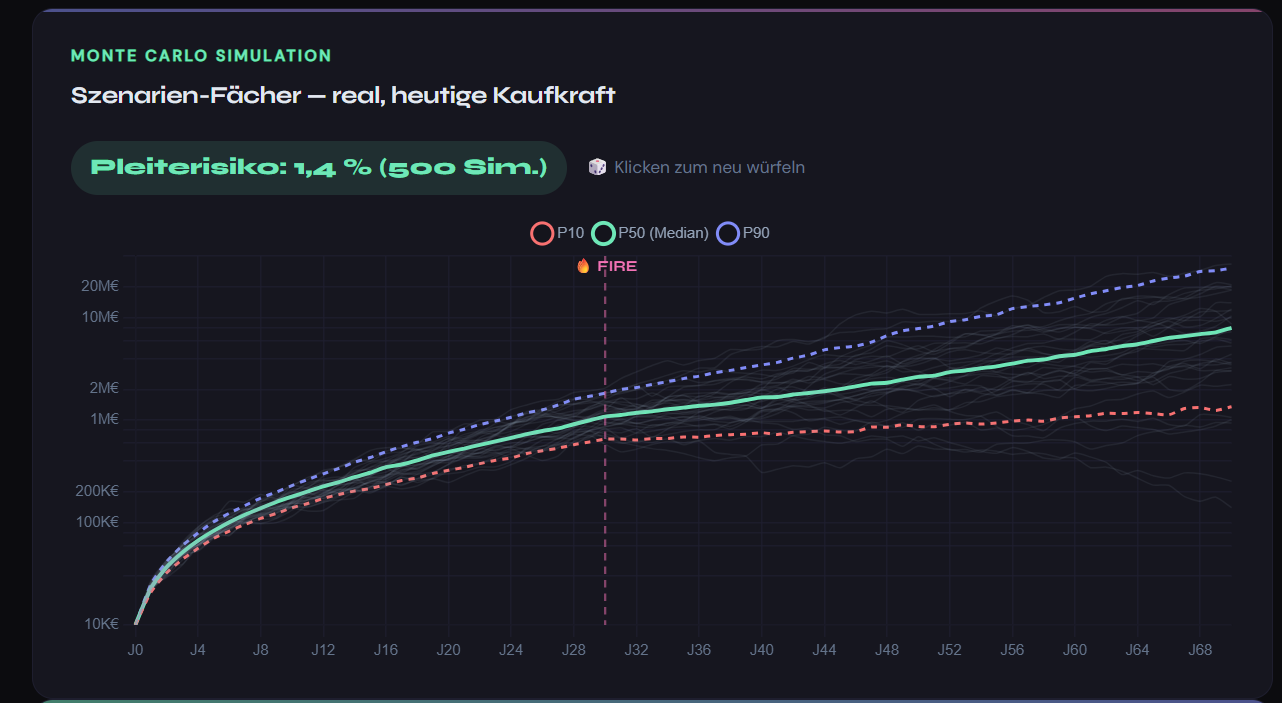 MONTE CARLO SIMULATION
Szenarien-Fächer — real, heutige Kaufkraft
Pleiterisiko: 1,4 % (500 Sim.)
🎲 Klicken zum neu würfeln
P10 P50 (Median) P90
🔥 FIRE
20M€
10M€
2M€
1M€
200K€
100K€
10K€
J0 J4 J8 J12 J16 J20 J24 J28 J32 J36 J40 J44 J48 J52 J56 J60 J64 J68